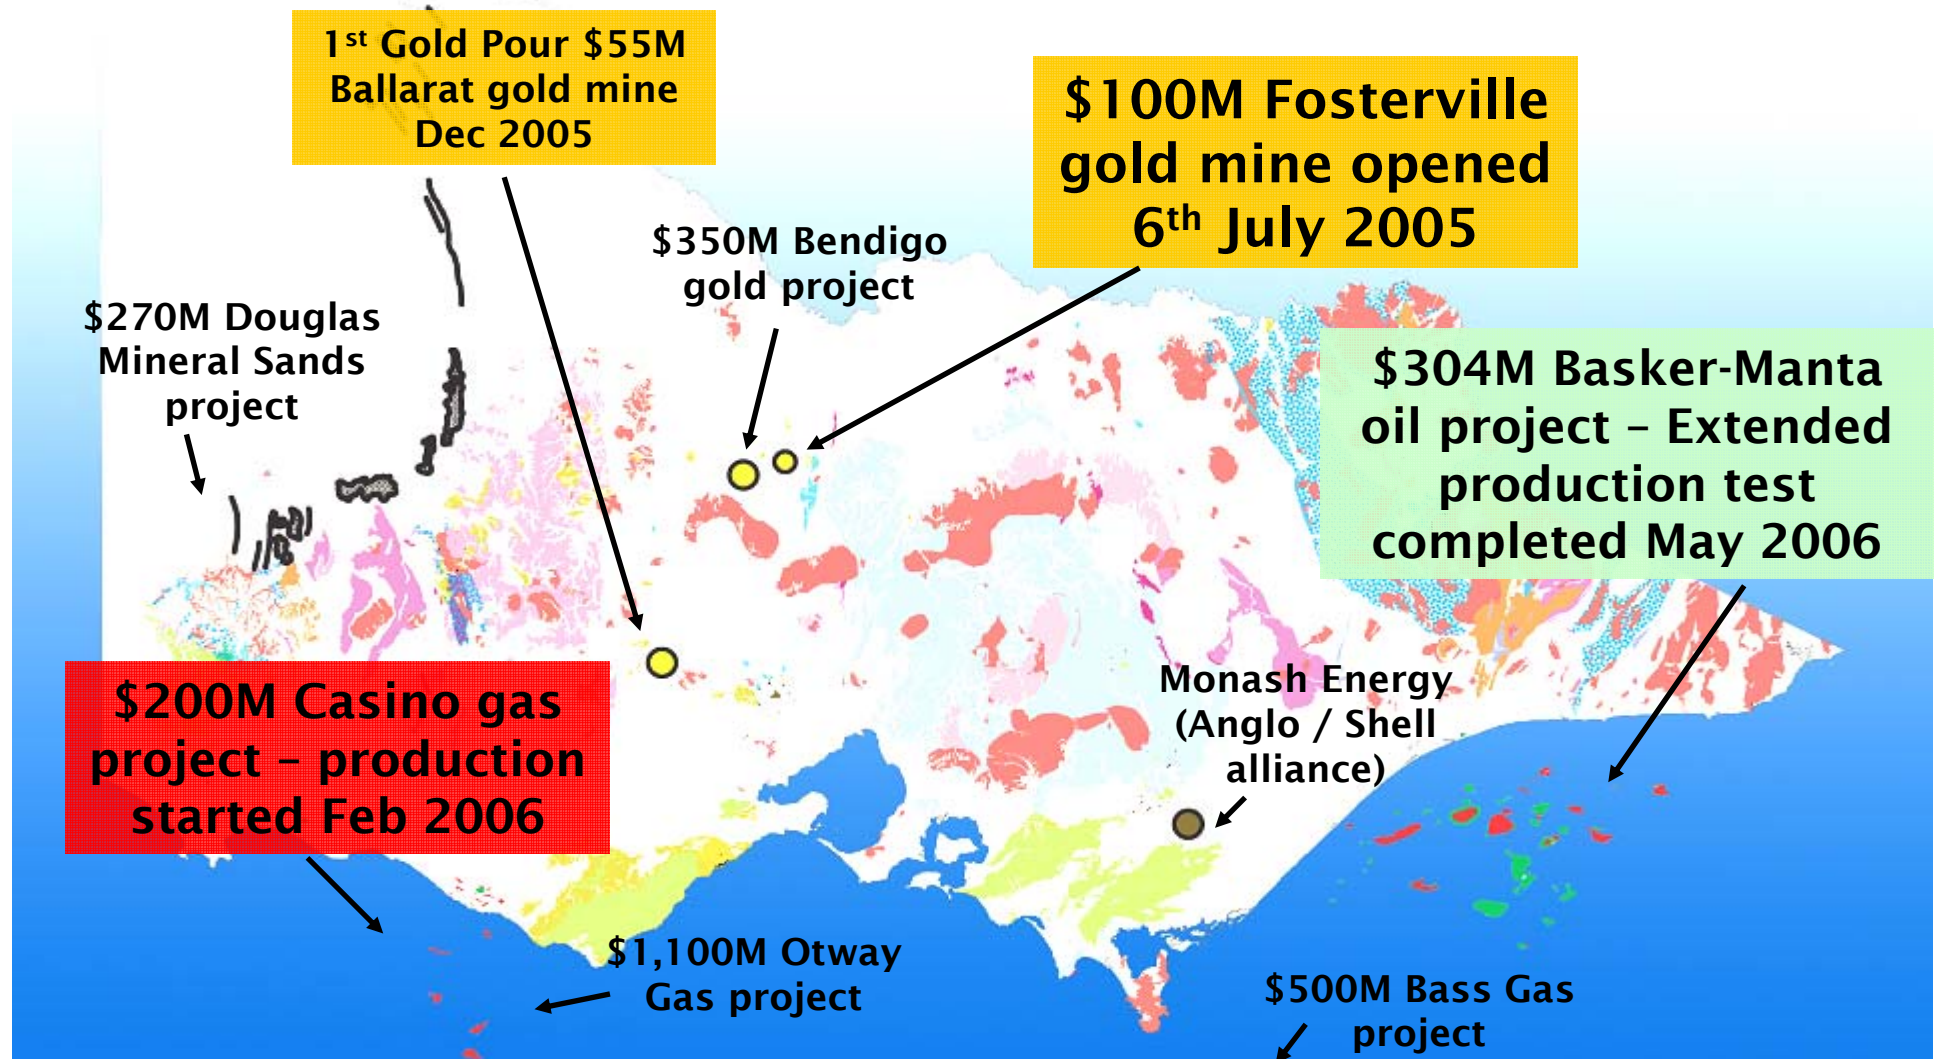 1st Gold Pour $55M
Ballarat gold mine
Dec 2005
$100M Fosterville
gold mine opened
6th July 2005
$350M Bendigo
gold project
$270M Douglas
Mineral Sands
project
$304M Basker-Manta
oil project – Extended
production test
completed May 2006
$200M Casino gas
project – production
started Feb 2006
Monash Energy
(Anglo / Shell
alliance)
$1,100M Otway
Gas project
$500M Bass Gas
project